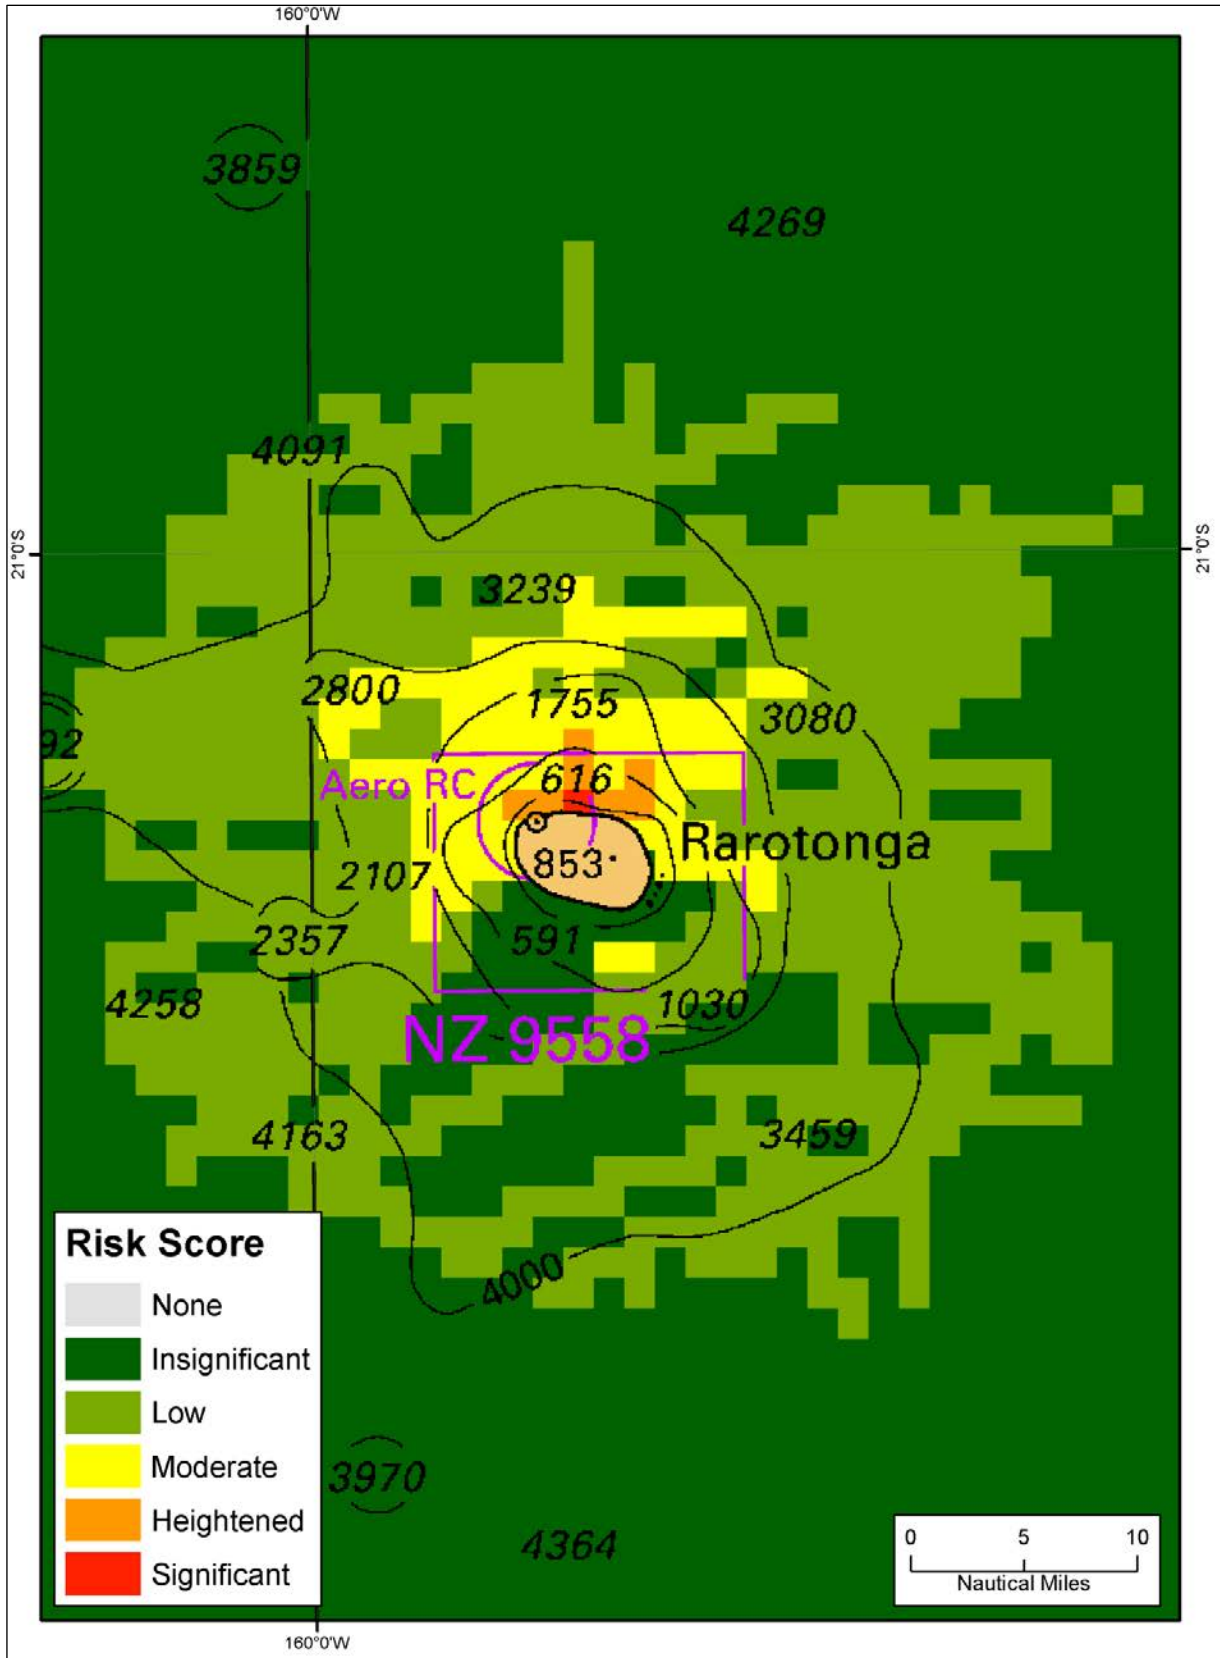 160°0'W
3859
4269
4091
21°0'S
21°0'S
3239
2800
1755
3080
92
616
Aero RC
Rarotonga
853
2107
591
2357
4258
1030
NZ 9558
4163
3459
4000
Risk Score
None
Insignificant
Low
Moderate
Heightened
Significant
3970
4364
0 5 10
Nautical Miles
160°0'W